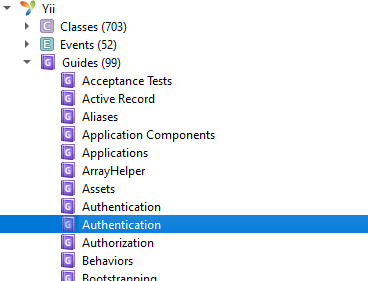 Yii
C Classes (703)
E Events (52)
G Guides (99)
G Acceptance Tests
G Active Record
G Aliases
G Application Components
G Applications
G ArrayHelper
G Assets
G Authentication
G Authentication
G Authorization
G Behaviors
G Bootstrapping